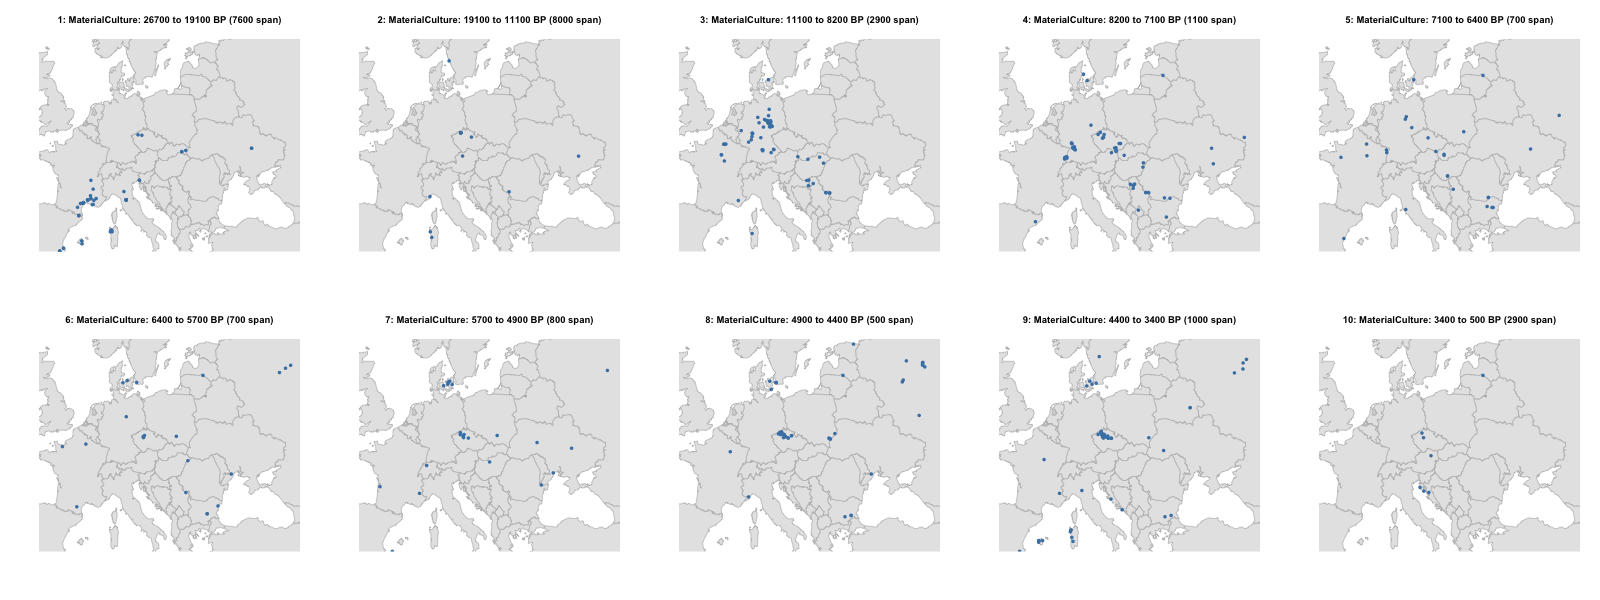 1: MaterialCulture: 26700 to 19100 BP (7600 span)
2: MaterialCulture: 19100 to 11100 BP (8000 span)
3: MaterialCulture: 11100 to 8200 BP (2900 span)
4: MaterialCulture: 8200 to 7100 BP (1100 span)
5: MaterialCulture: 7100 to 6400 BP (700 span)
6: MaterialCulture: 6400 to 5700 BP (700 span)
7: MaterialCulture: 5700 to 4900 BP (800 span)
8: MaterialCulture: 4900 to 4400 BP (500 span)
9: MaterialCulture: 4400 to 3400 BP (1000 span)
10: MaterialCulture: 3400 to 500 BP (2900 span)